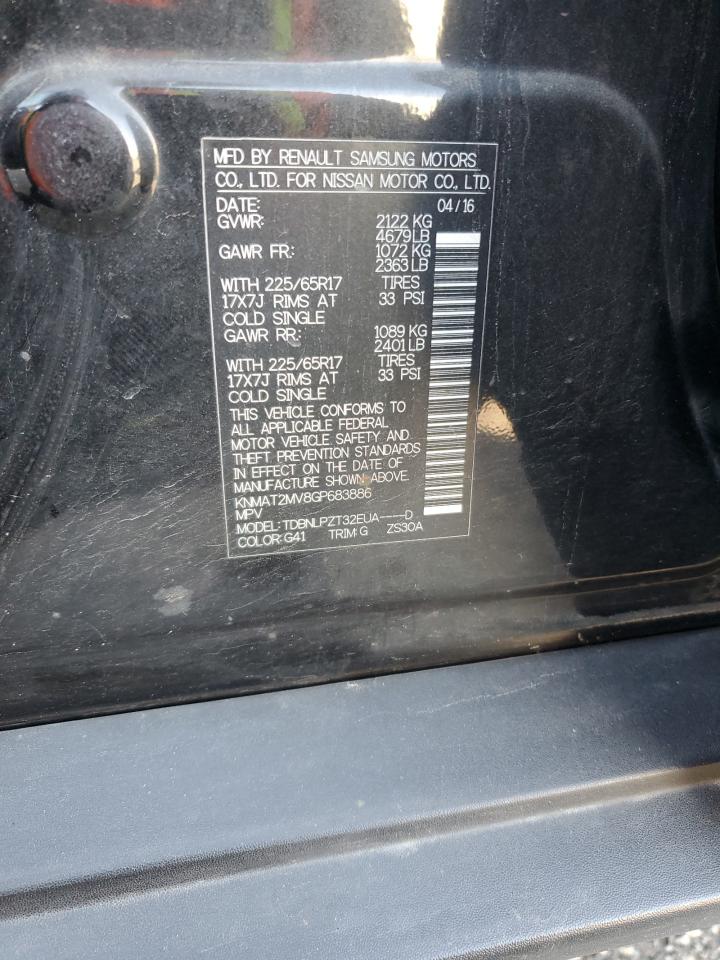 MFD BY RENAULT SAMSUNG MOTORS
CO., LTD. FOR NISSAN MOTOR CO., LTD.
DATE: 04/16
GVWR: 2122 KG
4679LB
GAWR FR: 1072 KG
2363LB
WITH 225/65R17 TIRES
17X7J RIMS AT 33 PSI
COLD SINGLE
GAWR RR: 1089 KG
2401LB
WITH 225/65R17 TIRES
17X7J RIMS AT 33 PSI
COLD SINGLE
THIS VEHICLE CONFORMS TO
ALL APPLICABLE FEDERAL
MOTOR VEHICLE SAFETY AND
THEFT PREVENTION STANDARDS
IN EFFECT ON THE DATE OF
MANUFACTURE SHOWN ABOVE.
KNMAT2MV8GP683886
MPV
MODEL: TDBNLPZT32EUA----D
COLOR: G41 TRIM: G ZS30A